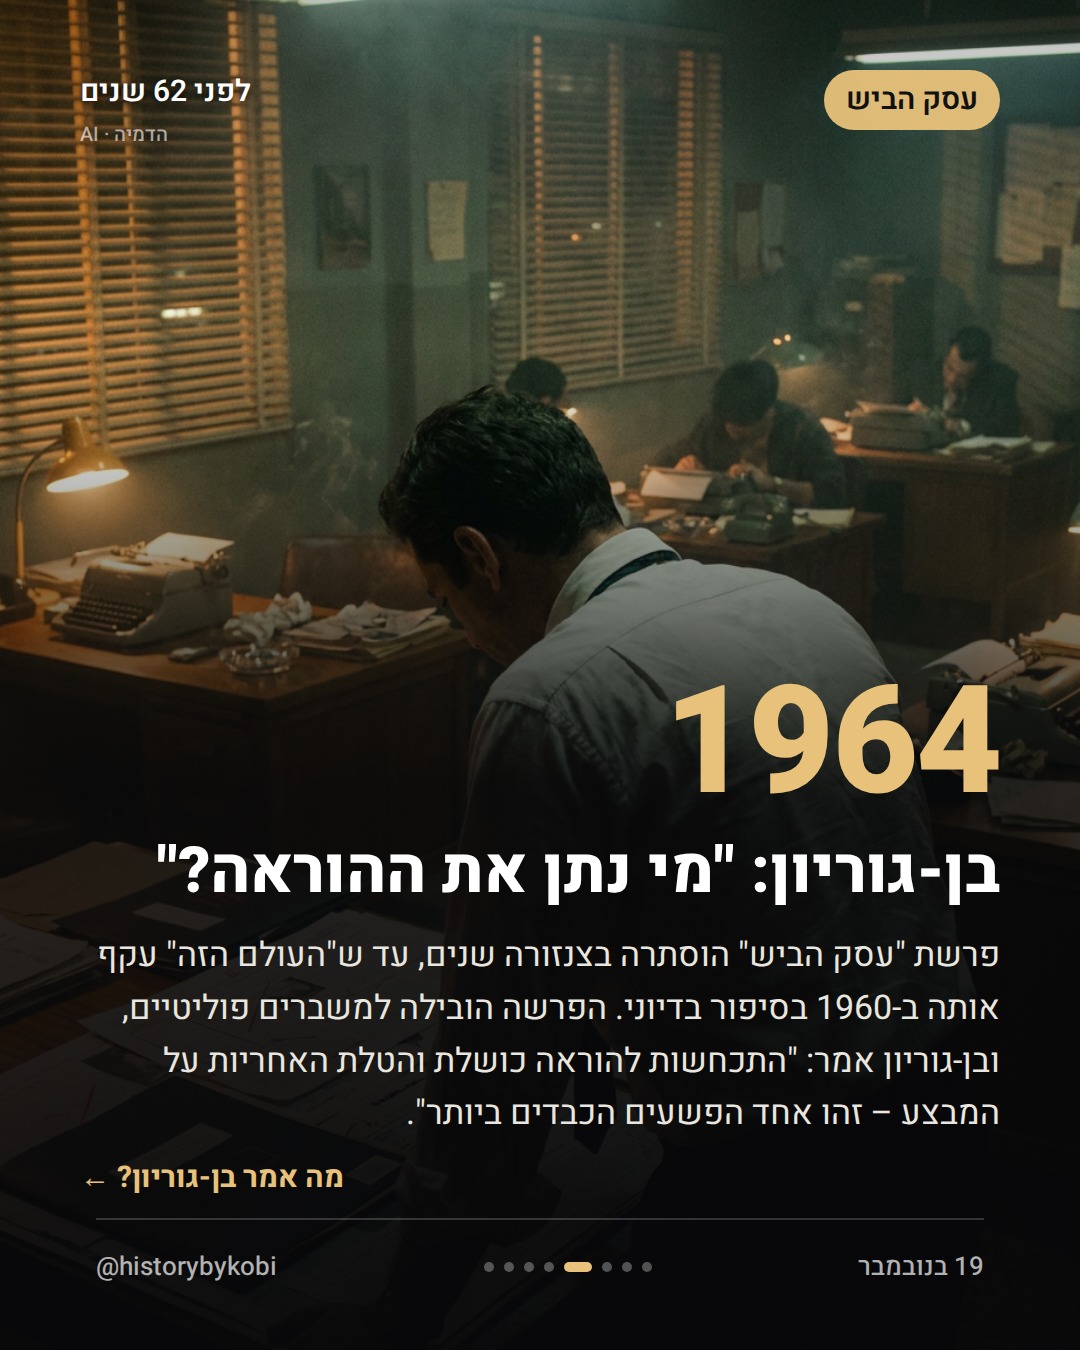 עסק הביש
לפני 62 שנים
הדמיה · AI
1964
בן-גוריון: "מי נתן את ההוראה?"
פרשת "עסק הביש" הוסתרה בצנזורה שנים, עד ש"העולם הזה" עקף
אותה ב-1960 בסיפור בדיוני. הפרשה הובילה למשברים פוליטיים,
ובן-גוריון אמר: "התכחשות להוראה כושלת והטלת האחריות על
המבצע – זהו אחד הפשעים הכבדים ביותר".
מה אמר בן-גוריון? ←
19 בנובמבר
@historybykobi